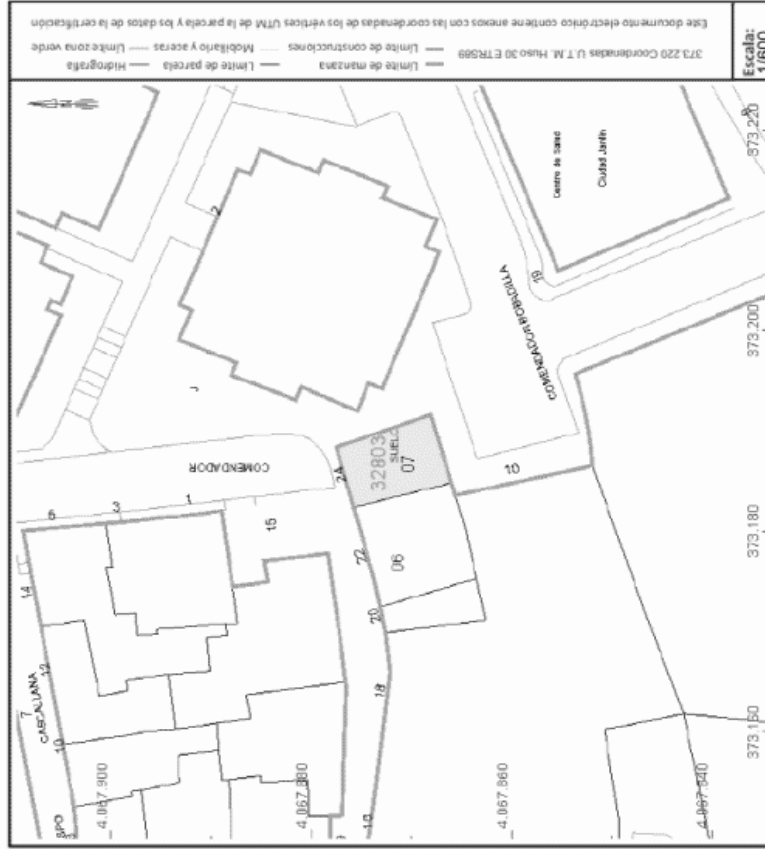 Este documento electrónico contiene anexos con las coordenadas de los vértices UTM de la parcela y los datos de la certificación
373.220 Coordenadas U.T.M. Huso 30 ETRS89
Límite de manzana
Límite de construcciones
Límite de parcela
Mobiliario y aceras
Hidrografía
Límite zona verde
Escala:
1/600
2
Centro de Salud
Ciudad Jardín
19
COMENDADOR BOBADILLA
COMENDADOR
2A
32803
SUELO
07
10
5
3
1
15
22
06
20
14
12
10
7
CABCALLANA
18
4.067.900
4.067.880
4.067.860
4.067.840
373.220
373.200
373.180
373.160